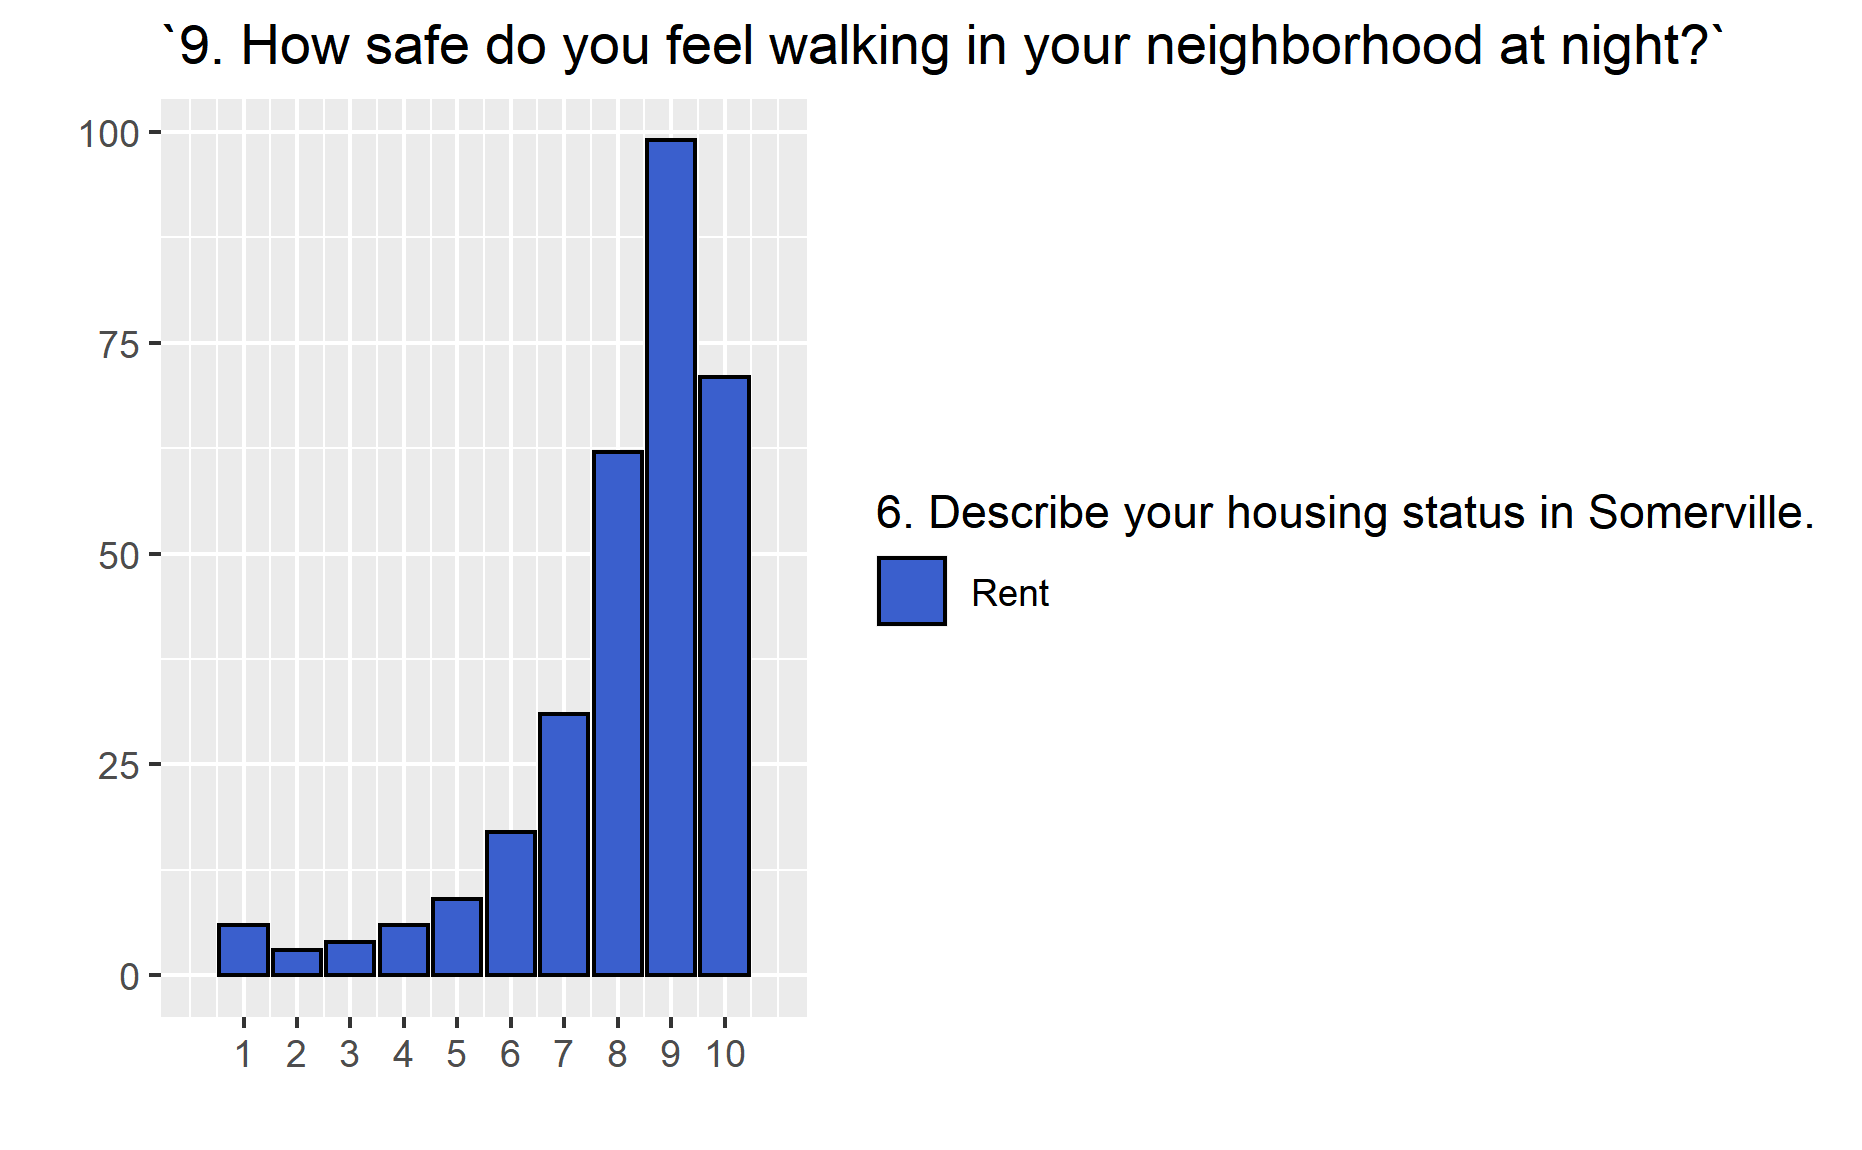 `9. How safe do you feel walking in your neighborhood at night?`
100
75
50
25
0
1 2 3 4 5 6 7 8 9 10
6. Describe your housing status in Somerville.
Rent